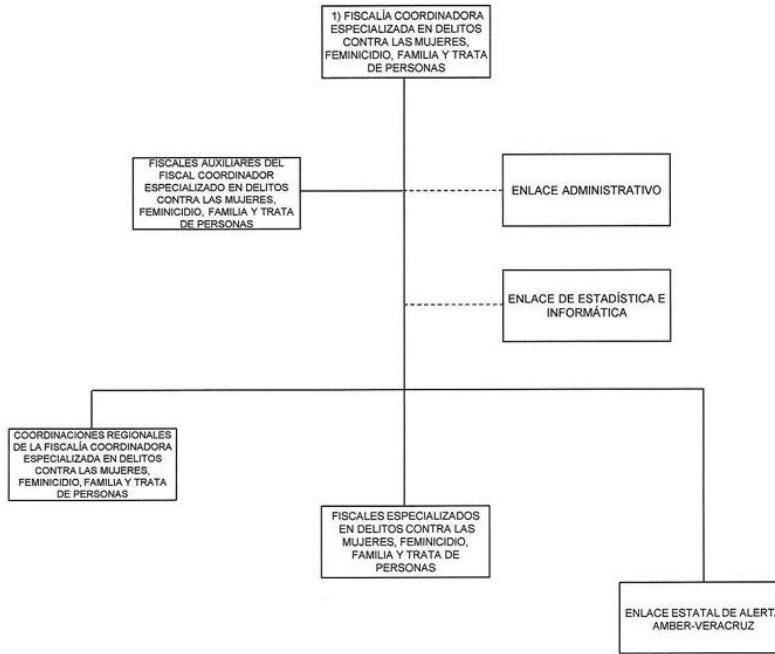 1) FISCALÍA COORDINADORA
ESPECIALIZADA EN DELITOS
CONTRA LAS MUJERES,
FEMINICIDIO, FAMILIA Y TRATA
DE PERSONAS
FISCALES AUXILIARES DEL
FISCAL COORDINADOR
ESPECIALIZADO EN DELITOS
CONTRA LAS MUJERES,
FEMINICIDIO, FAMILIA Y TRATA
DE PERSONAS
ENLACE ADMINISTRATIVO
ENLACE DE ESTADÍSTICA E
INFORMÁTICA
COORDINACIONES REGIONALES
DE LA FISCALÍA COORDINADORA
ESPECIALIZADA EN DELITOS
CONTRA LAS MUJERES,
FEMINICIDIO, FAMILIA Y TRATA
DE PERSONAS
FISCALES ESPECIALIZADOS
EN DELITOS CONTRA LAS
MUJERES, FEMINICIDIO,
FAMILIA Y TRATA DE
PERSONAS
ENLACE ESTATAL DE ALERTA
AMBER-VERACRUZ